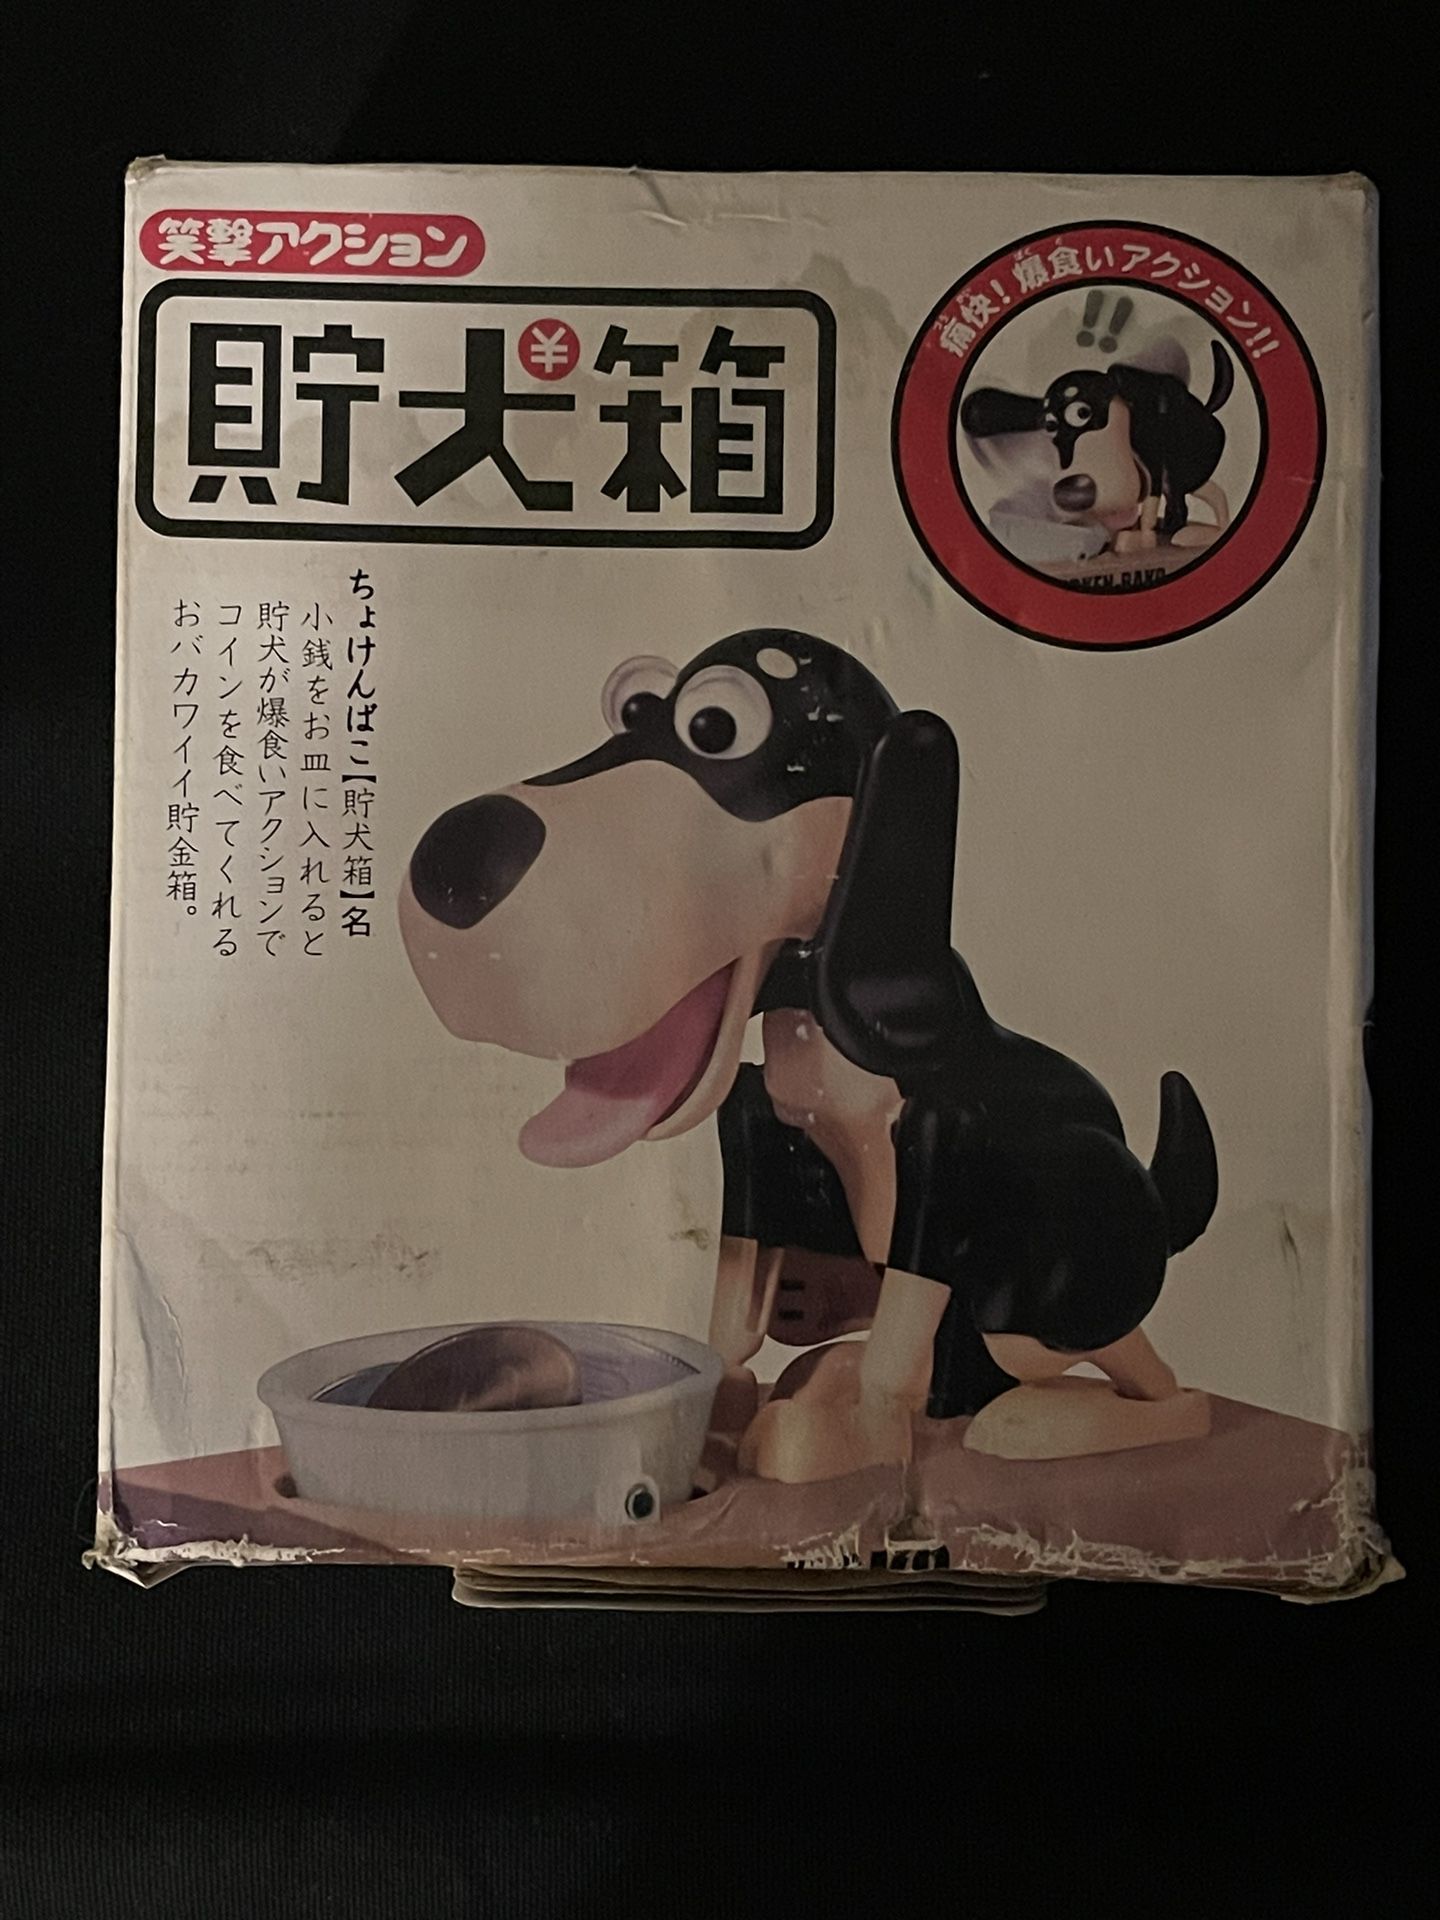 笑撃アクション
貯犬箱
¥
痛快!爆食いアクション!!
ちょけんばこ【貯犬箱】名
小銭をお皿に入れると
貯犬が爆食いアクションで
コインを食べてくれる
おバカワイイ貯金箱。